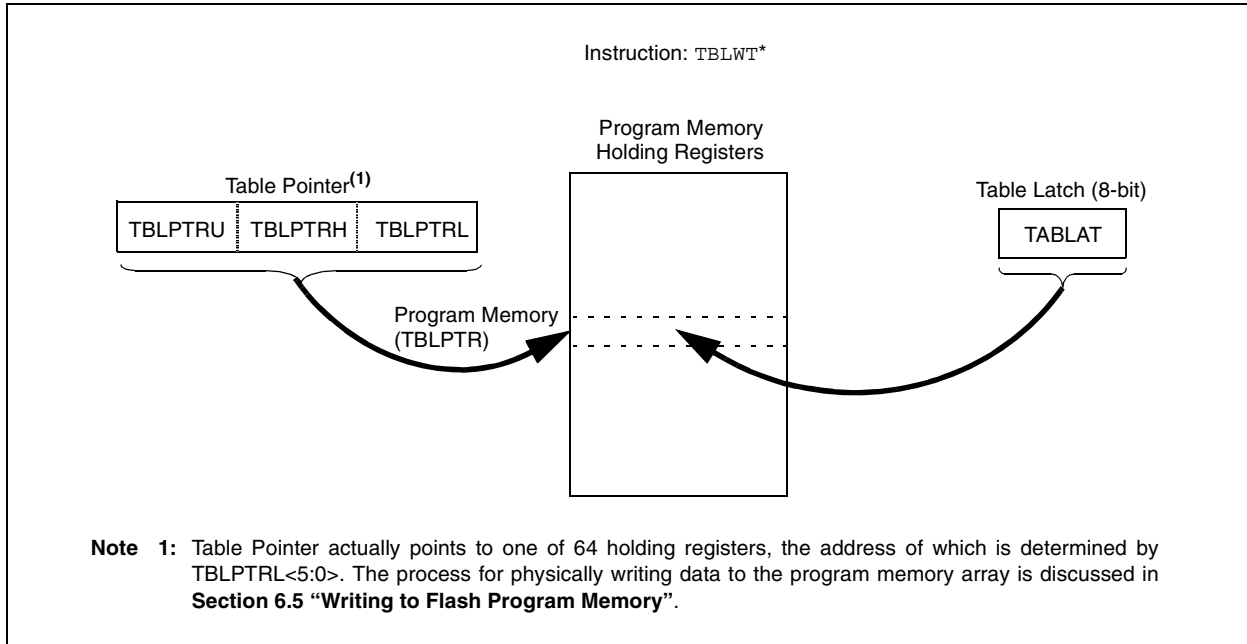 Instruction: TBLWT*
Program Memory
Holding Registers
Table Pointer(1)
Table Latch (8-bit)
TBLPTRU TBLPTRH TBLPTRL
TABLAT
Program Memory
(TBLPTR)
Note 1: Table Pointer actually points to one of 64 holding registers, the address of which is determined by
TBLPTRL<5:0>. The process for physically writing data to the program memory array is discussed in
Section 6.5 “Writing to Flash Program Memory”.